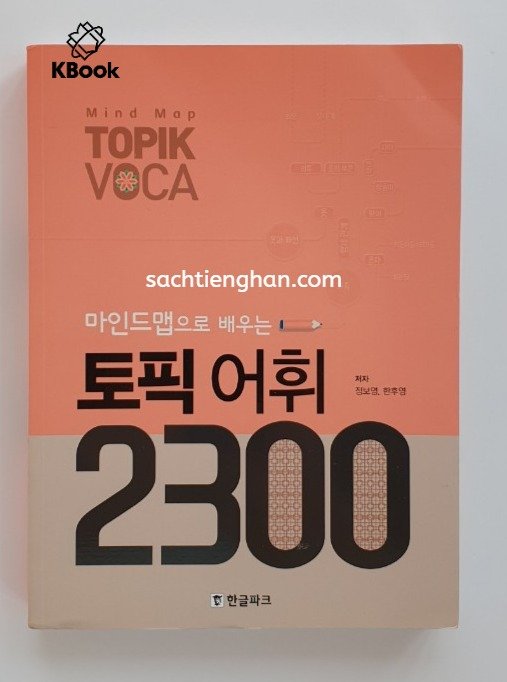 KBook
Mind Map
TOPIK
VOCA
sachtienghan.com
마인드맵으로 배우는
토픽 어휘
저자
정보영, 한후영
2300
한글파크